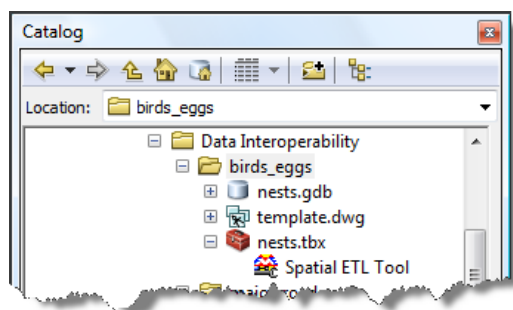 Catalog
Location: birds_eggs
Data Interoperability
birds_eggs
nests.gdb
template.dwg
nests.tbx
Spatial ETL Tool